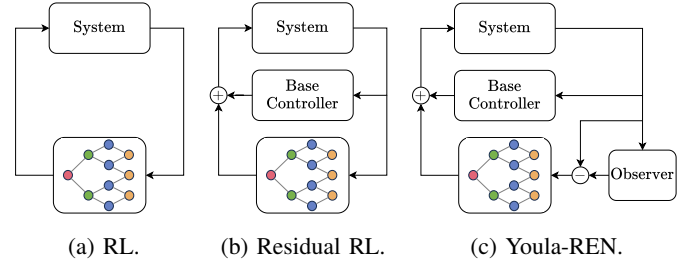 System
System
System
Base
Controller
Base
Controller
+
+
−
Observer
(a) RL.
(b) Residual RL.
(c) Youla-REN.